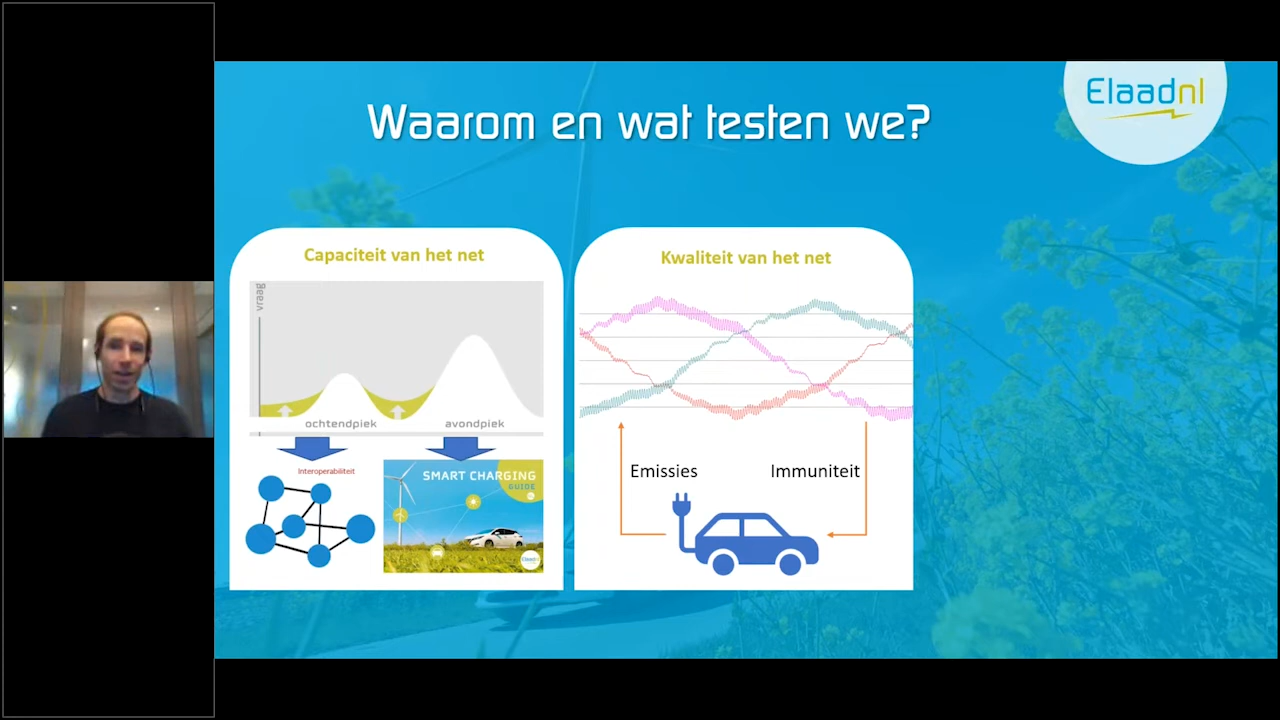 Waarom en wat testen we?
Elaadnl
Capaciteit van het net
vraag
ochtendpiek
avondpiek
Interoperabiliteit
SMART CHARGING
GUIDE
Elaadnl
Kwaliteit van het net
Emissies
Immuniteit